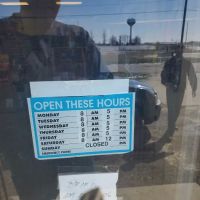 OPEN THESE HOURS
MONDAY 8 AM 5 PM
TUESDAY 8 AM 5 PM
WEDNESDAY 8 AM 5 PM
THURSDAY 8 AM 5 PM
FRIDAY 8 AM 5 PM
SATURDAY 8 AM 12 PM
SUNDAY CLOSED